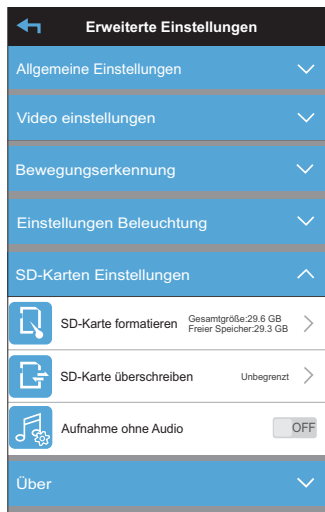 Erweiterte Einstellungen
Allgemeine Einstellungen
Video einstellungen
Bewegungserkennung
Einstellungen Beleuchtung
SD-Karten Einstellungen
SD-Karte formatieren Gesamtgröße:29.6 GB
Freier Speicher:29.3 GB
SD-Karte überschreiben Unbegrenzt
Aufnahme ohne Audio OFF
Über